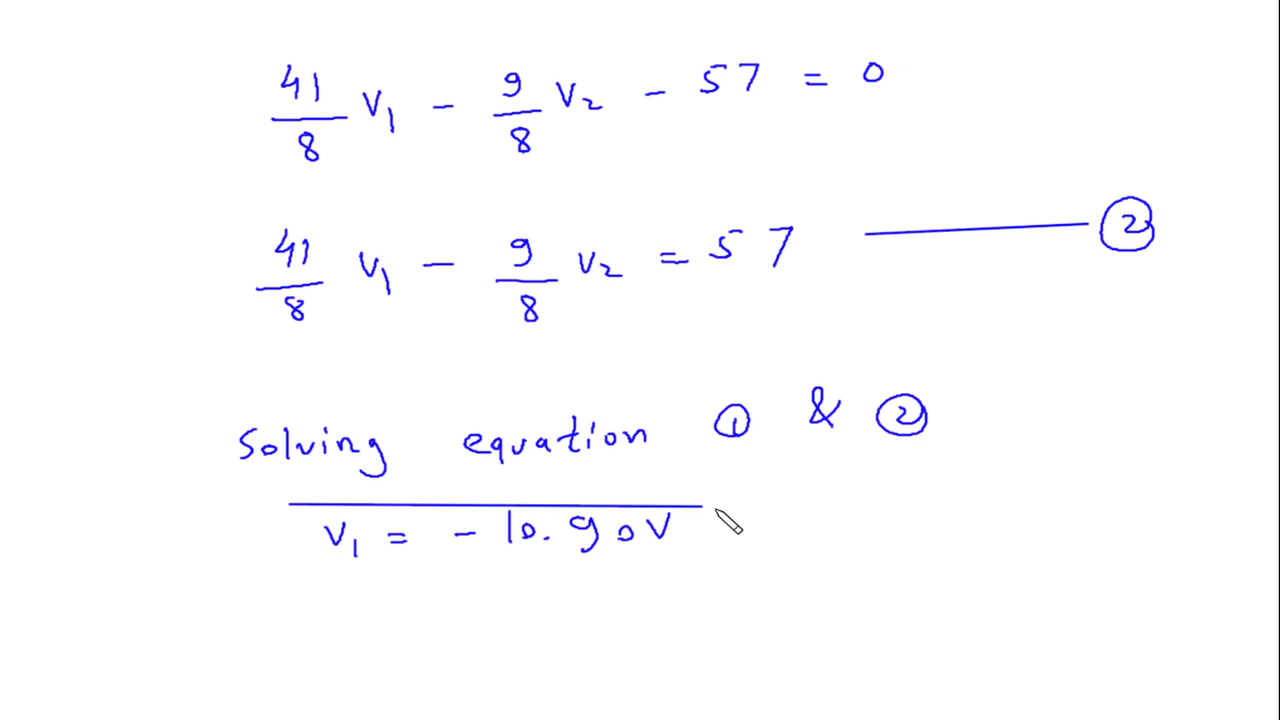 41/8 V₁ - 9/8 V₂ - 57 = 0
41/8 V₁ - 9/8 V₂ = 57 ——— ②
Solving equation ① & ②
V₁ = - 10.90V